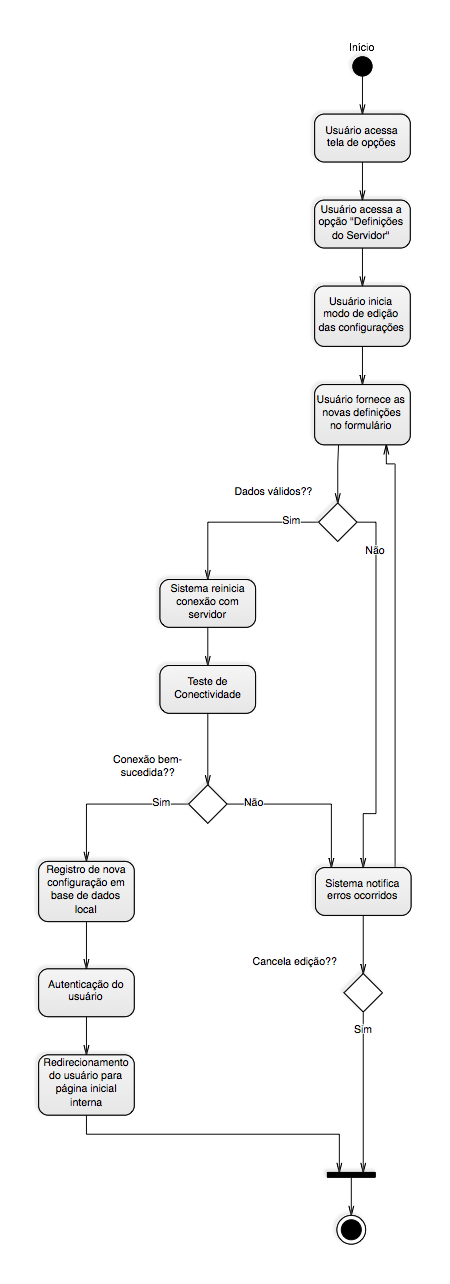 Início
Usuário acessa
tela de opções
Usuário acessa a
opção "Definições
do Servidor"
Usuário inicia
modo de edição
das configurações
Usuário fornece as
novas definições
no formulário
Dados válidos??
Sim
Não
Sistema reinicia
conexão com
servidor
Teste de
Conectividade
Conexão bem-
sucedida??
Sim
Não
Registro de nova
configuração em
base de dados
local
Sistema notifica
erros ocorridos
Cancela edição??
Autenticação do
usuário
Sim
Redirecionamento
do usuário para
página inicial
interna